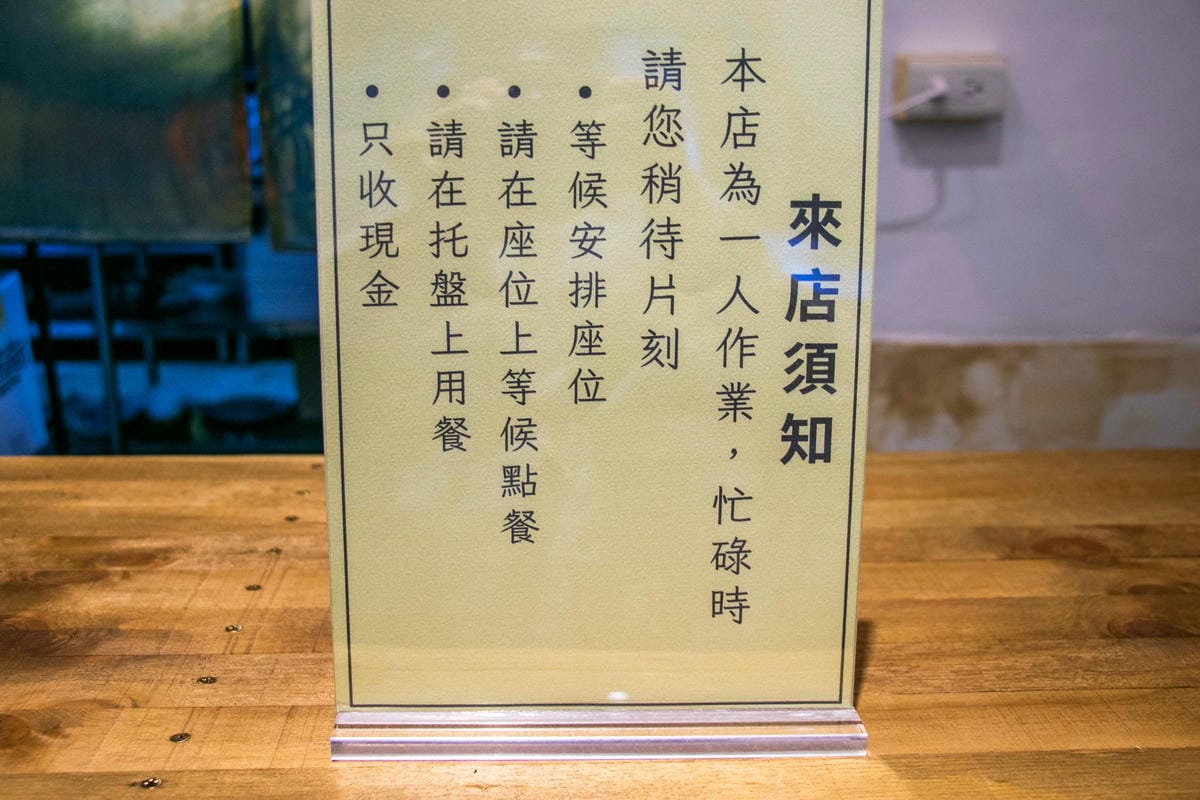 來店須知
本店為一人作業，忙碌時
請您稍待片刻
•等候安排座位
•請在座位上等候點餐
•請在托盤上用餐
•只收現金